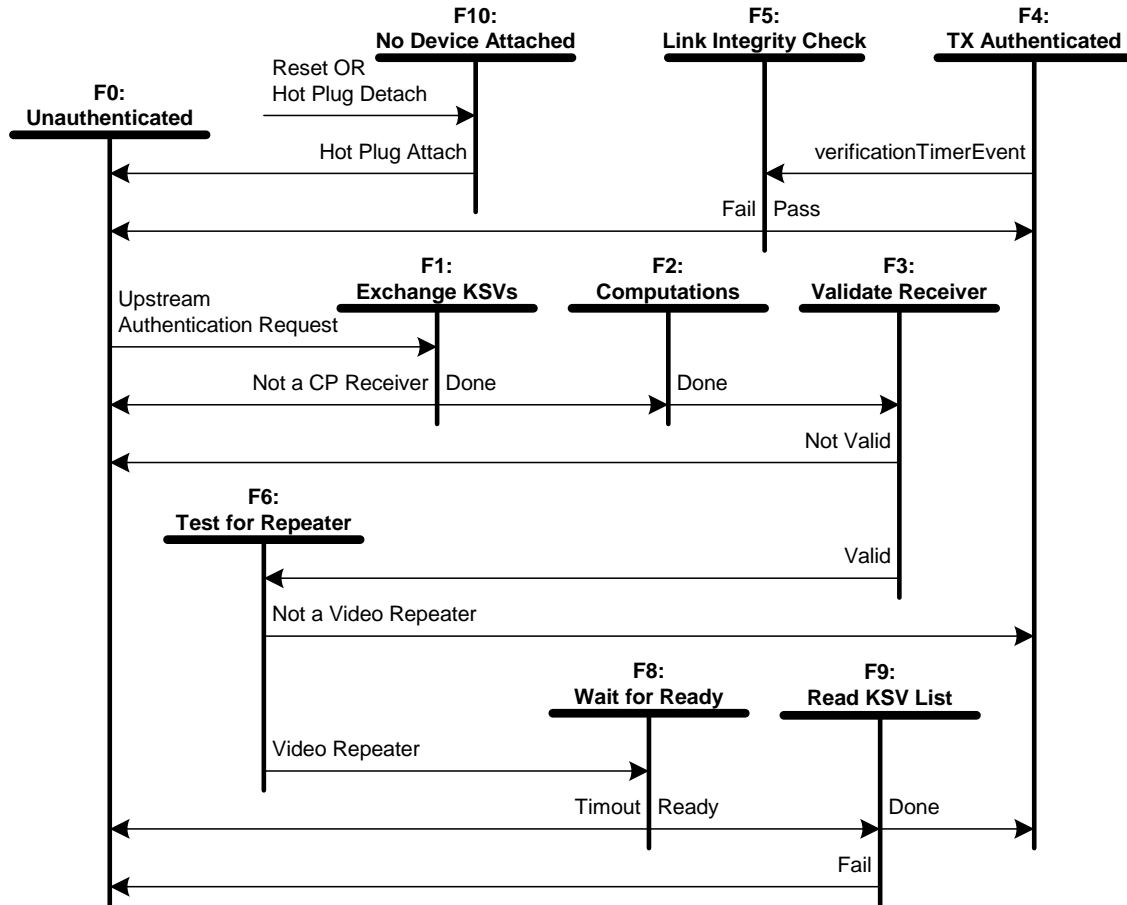 F10:
No Device Attached
F5:
Link Integrity Check
F4:
TX Authenticated
Reset OR
Hot Plug Detach
F0:
Unauthenticated
Hot Plug Attach
verificationTimerEvent
Fail
Pass
F1:
Exchange KSVs
F2:
Computations
F3:
Validate Receiver
Upstream
Authentication Request
Not a CP Receiver
Done
Done
Not Valid
F6:
Test for Repeater
Valid
Not a Video Repeater
F8:
Wait for Ready
F9:
Read KSV List
Video Repeater
Timout
Ready
Done
Fail